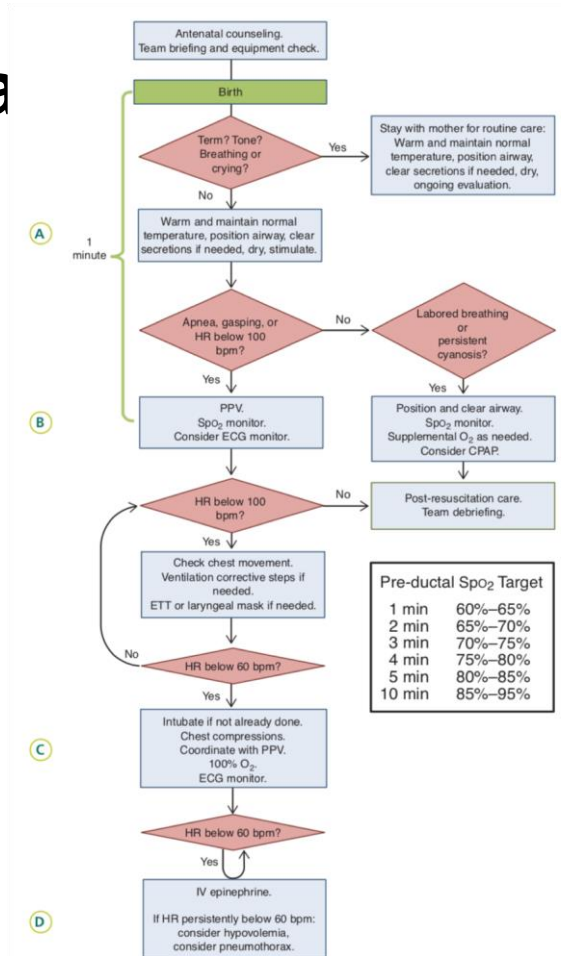 Antenatal counseling.
Team briefing and equipment check.
Birth
Term? Tone?
Breathing or
crying?
Yes
Stay with mother for routine care:
Warm and maintain normal
temperature, position airway,
clear secretions if needed, dry,
ongoing evaluation.
No
A
1
minute
Warm and maintain normal
temperature, position airway, clear
secretions if needed, dry, stimulate.
Apnea, gasping, or
HR below 100
bpm?
No
Labored breathing
or
persistent
cyanosis?
Yes
Yes
B
PPV.
SpO₂ monitor.
Consider ECG monitor.
Position and clear airway.
SpO₂ monitor.
Supplemental O₂ as needed.
Consider CPAP.
HR below 100
bpm?
No
Post-resuscitation care.
Team debriefing.
Yes
Check chest movement.
Ventilation corrective steps if
needed.
ETT or laryngeal mask if needed.
Pre-ductal SpO₂ Target
1 min 60%–65%
2 min 65%–70%
3 min 70%–75%
4 min 75%–80%
5 min 80%–85%
10 min 85%–95%
No
HR below 60 bpm?
Yes
C
Intubate if not already done.
Chest compressions.
Coordinate with PPV.
100% O₂.
ECG monitor.
HR below 60 bpm?
Yes
D
IV epinephrine.
If HR persistently below 60 bpm:
consider hypovolemia,
consider pneumothorax.